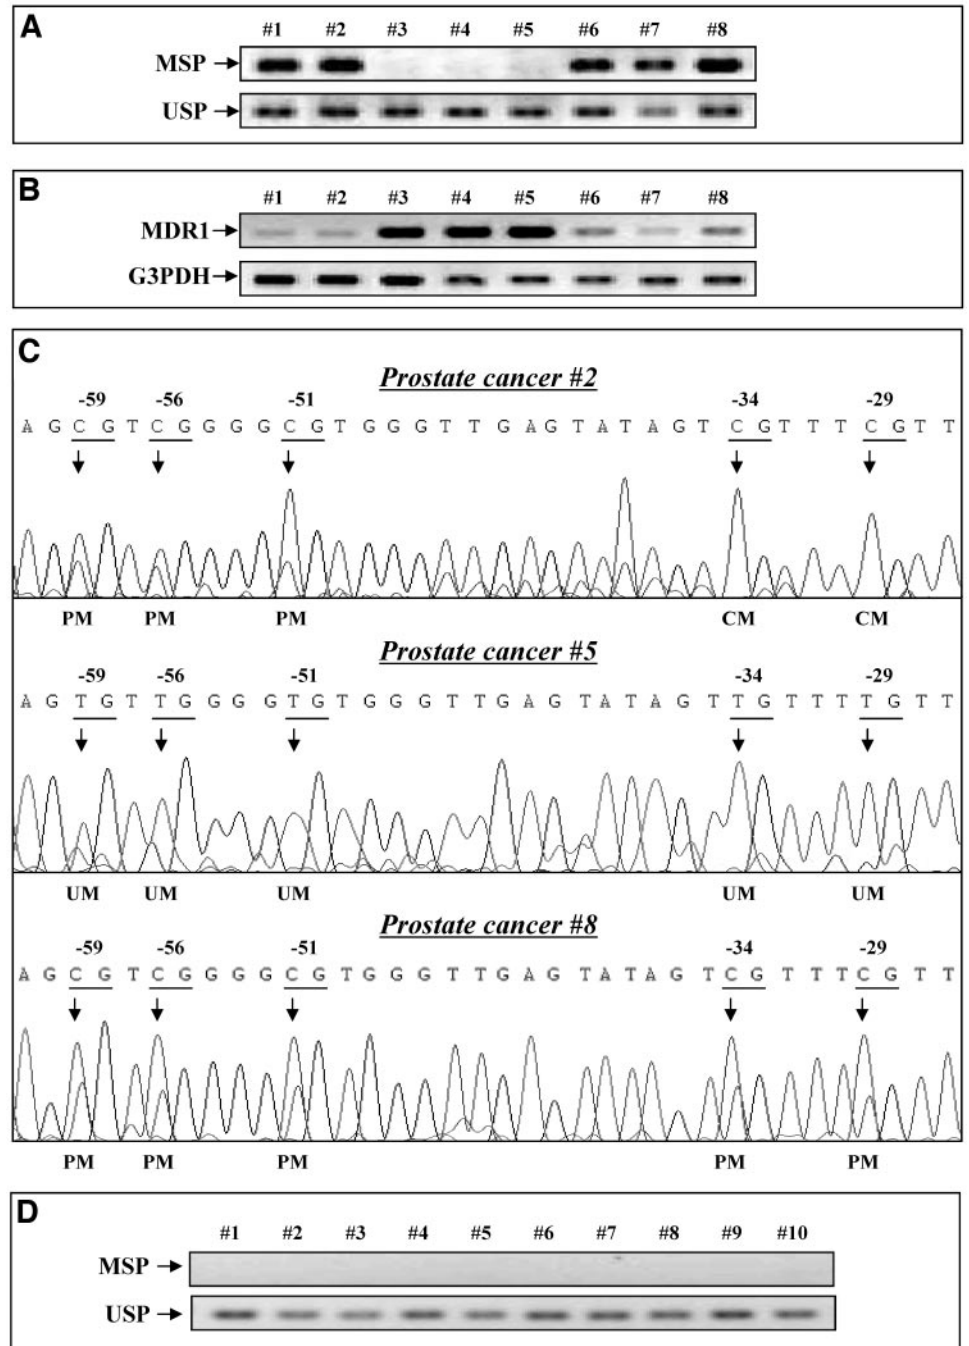 A
#1 #2 #3 #4 #5 #6 #7 #8
MSP
USP
B
#1 #2 #3 #4 #5 #6 #7 #8
MDR1
G3PDH
C
Prostate cancer #2
-59 -56 -51 -34 -29
A G C G T C G G G G C G T G G G T T G A G T A T A G T C G T T T C G T T
PM PM PM CM CM
Prostate cancer #5
-59 -56 -51 -34 -29
A G T G T T G G G G T G T G G G T T G A G T A T A G T T G T T T T G T T
UM UM UM UM UM
Prostate cancer #8
-59 -56 -51 -34 -29
A G C G T C G G G G C G T G G G T T G A G T A T A G T C G T T T C G T T
PM PM PM PM PM
D
#1 #2 #3 #4 #5 #6 #7 #8 #9 #10
MSP
USP